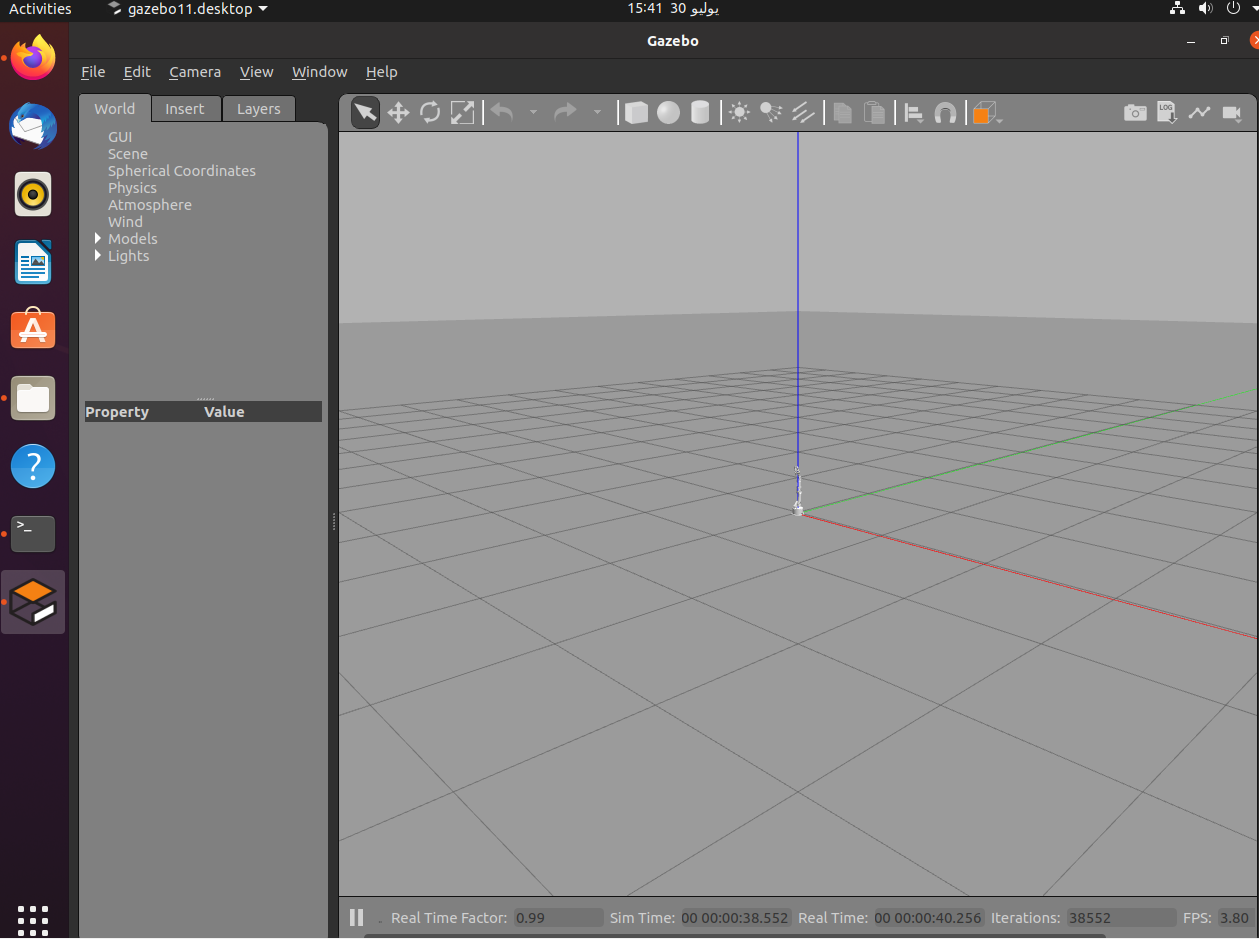 Activities gazebo11.desktop 15:41 30 يوليو
Gazebo
File Edit Camera View Window Help
World Insert Layers
LOG
GUI
Scene
Spherical Coordinates
Physics
Atmosphere
Wind
Models
Lights
Property Value
?
>_
Real Time Factor: 0.99 Sim Time: 00 00:00:38.552 Real Time: 00 00:00:40.256 Iterations: 38552 FPS: 3.80